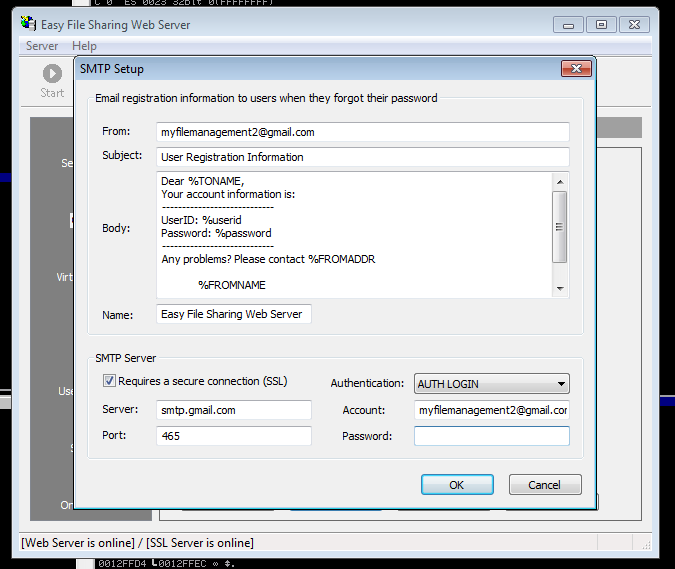 C 0 ES 0023 32bit 0(FFFFFFFF)
Easy File Sharing Web Server
Server Help
SMTP Setup
Start
Email registration information to users when they forgot their password
From: myfilemanagement2@gmail.com
Subject: User Registration Information
Body:
Dear %TONAME,
Your account information is:
----------------------------
UserID: %userid
Password: %password
----------------------------
Any problems? Please contact %FROMADDR
%FROMNAME
Name: Easy File Sharing Web Server
SMTP Server
Requires a secure connection (SSL)
Authentication: AUTH LOGIN
Server: smtp.gmail.com
Account: myfilemanagement2@gmail.cor
Port: 465
Password:
OK Cancel
Se
Virt
Use
S
On
[Web Server is online] / [SSL Server is online]
0012FFD4 ┗0012FFEC ∞ $.